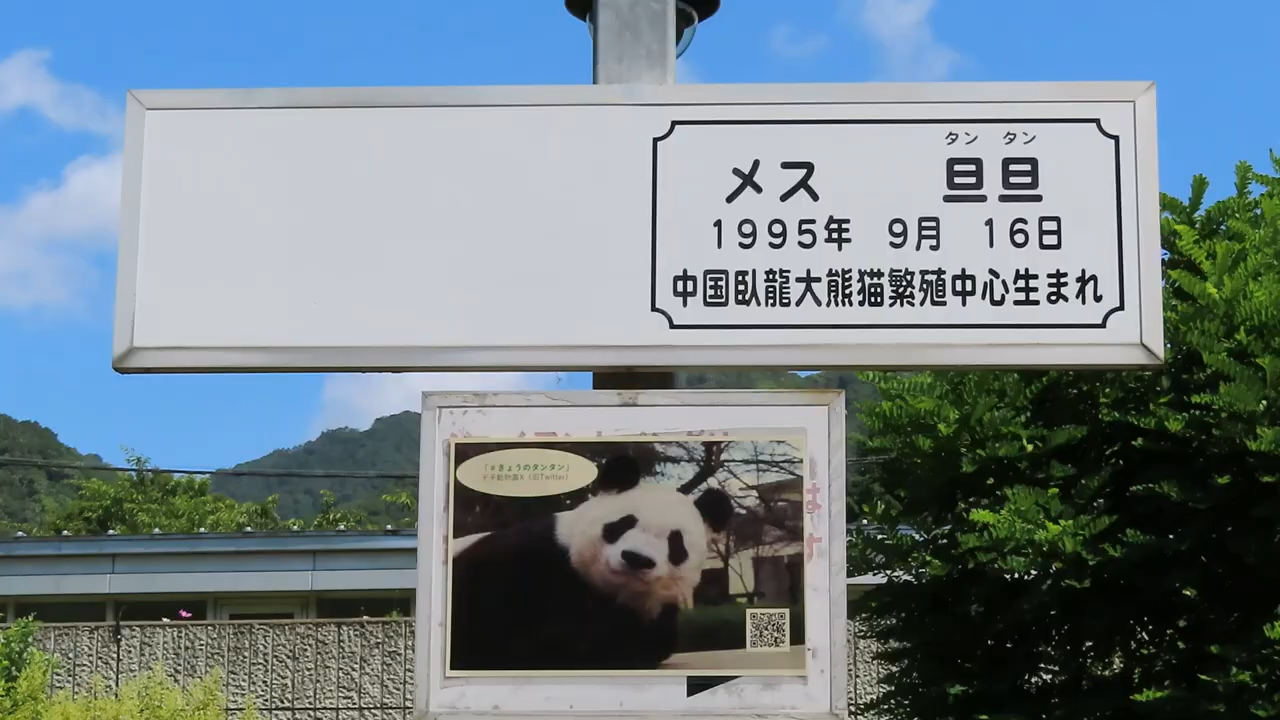 タン タン
メス 旦旦
1995年 9月 16日
中国臥龍大熊猫繁殖中心生まれ
「#きょうのタンタン」
王子動物園X（旧Twitter）
は
す